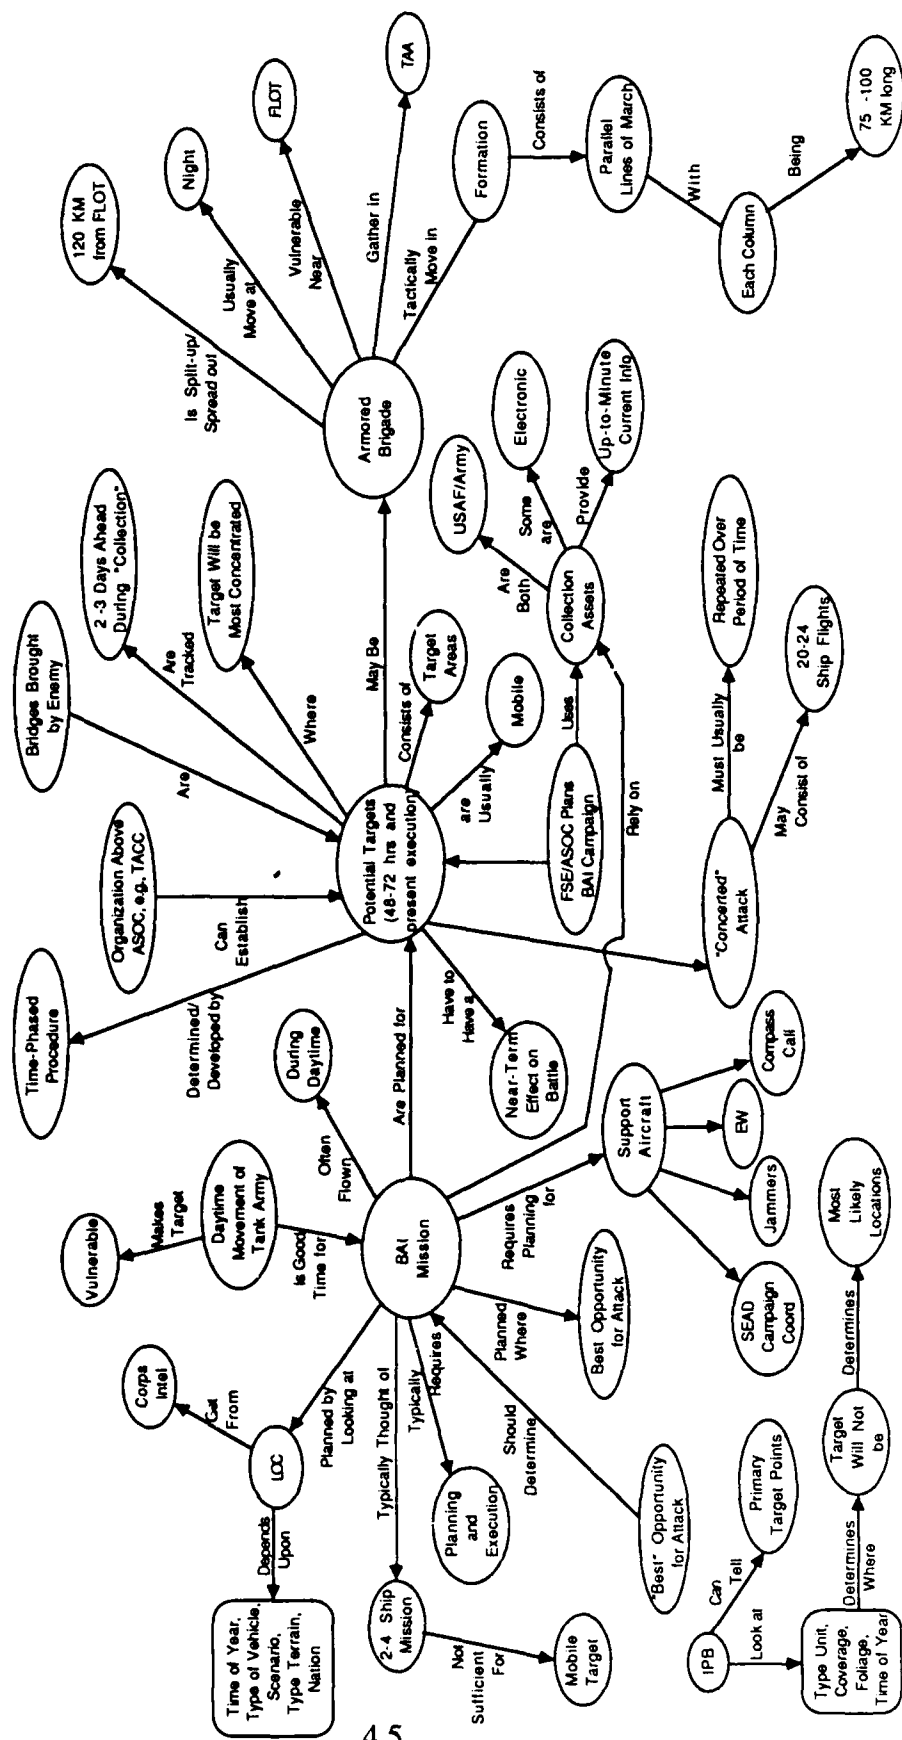 Time of Year,
Type of Vehicle,
Scenario,
Type Terrain,
Nation
Depends
Upon
LOC
Get
From
Corps
Intel
Planned by
Looking at
2-4 Ship
Mission
Not
Sufficient
For
Mobile
Target
Typically Thought of
Planning
and
Execution
Typically
Requires
Vulnerable
Makes
Target
Daytime
Movement of
Tank Army
Is Good
Time for
Often
Flown
During
Daytime
BAI
Mission
Planned
Where
Best Opportunity
for Attack
Should
Determine
"Best" Opportunity
for Attack
Requires
Planning
for
Support
Aircraft
SEAD
Campaign
Coord
Jammers
EW
Compass
Call
IPB
Can
Tell
Primary
Target Points
Look at
Type Unit,
Coverage,
Foliage,
Time of Year
Determines
Where
Target
Will Not
be
Determines
Most
Likely
Locations
Are Planned for
Time-Phased
Procedure
Determined/
Developed by
Organization Above
ASOC, e.g., TACC
Can
Establish
Bridges Brought
by Enemy
Are
2 -3 Days Ahead
During "Collection"
Are
Tracked
Target Will be
Most Concentrated
Where
Potential Targets
(48-72 hrs and
present execution)
Have to
Have a
Near-Term
Effect on
Battle
Consists of
Target
Areas
are Usually
Mobile
May Be
FSE/ASOC Plans
BAI Campaign
Uses
Rely on
Collection
Assets
Are
Both
USAF/Army
Some
are
Electronic
Provide
Up-to-Minute
Current Info
"Concerted"
Attack
Must Usually
be
Repeated Over
Period of Time
May
Consist of
20-24
Ship Flights
Armored
Brigade
Is Split-up/
Spread out
120 KM
from FLOT
Usually
Move at
Night
Vulnerable
Near
FLOT
Gather in
TAA
Tactically
Move in
Formation
Consists of
Parallel
Lines of March
With
Each Column
Being
75 -100
KM long
45